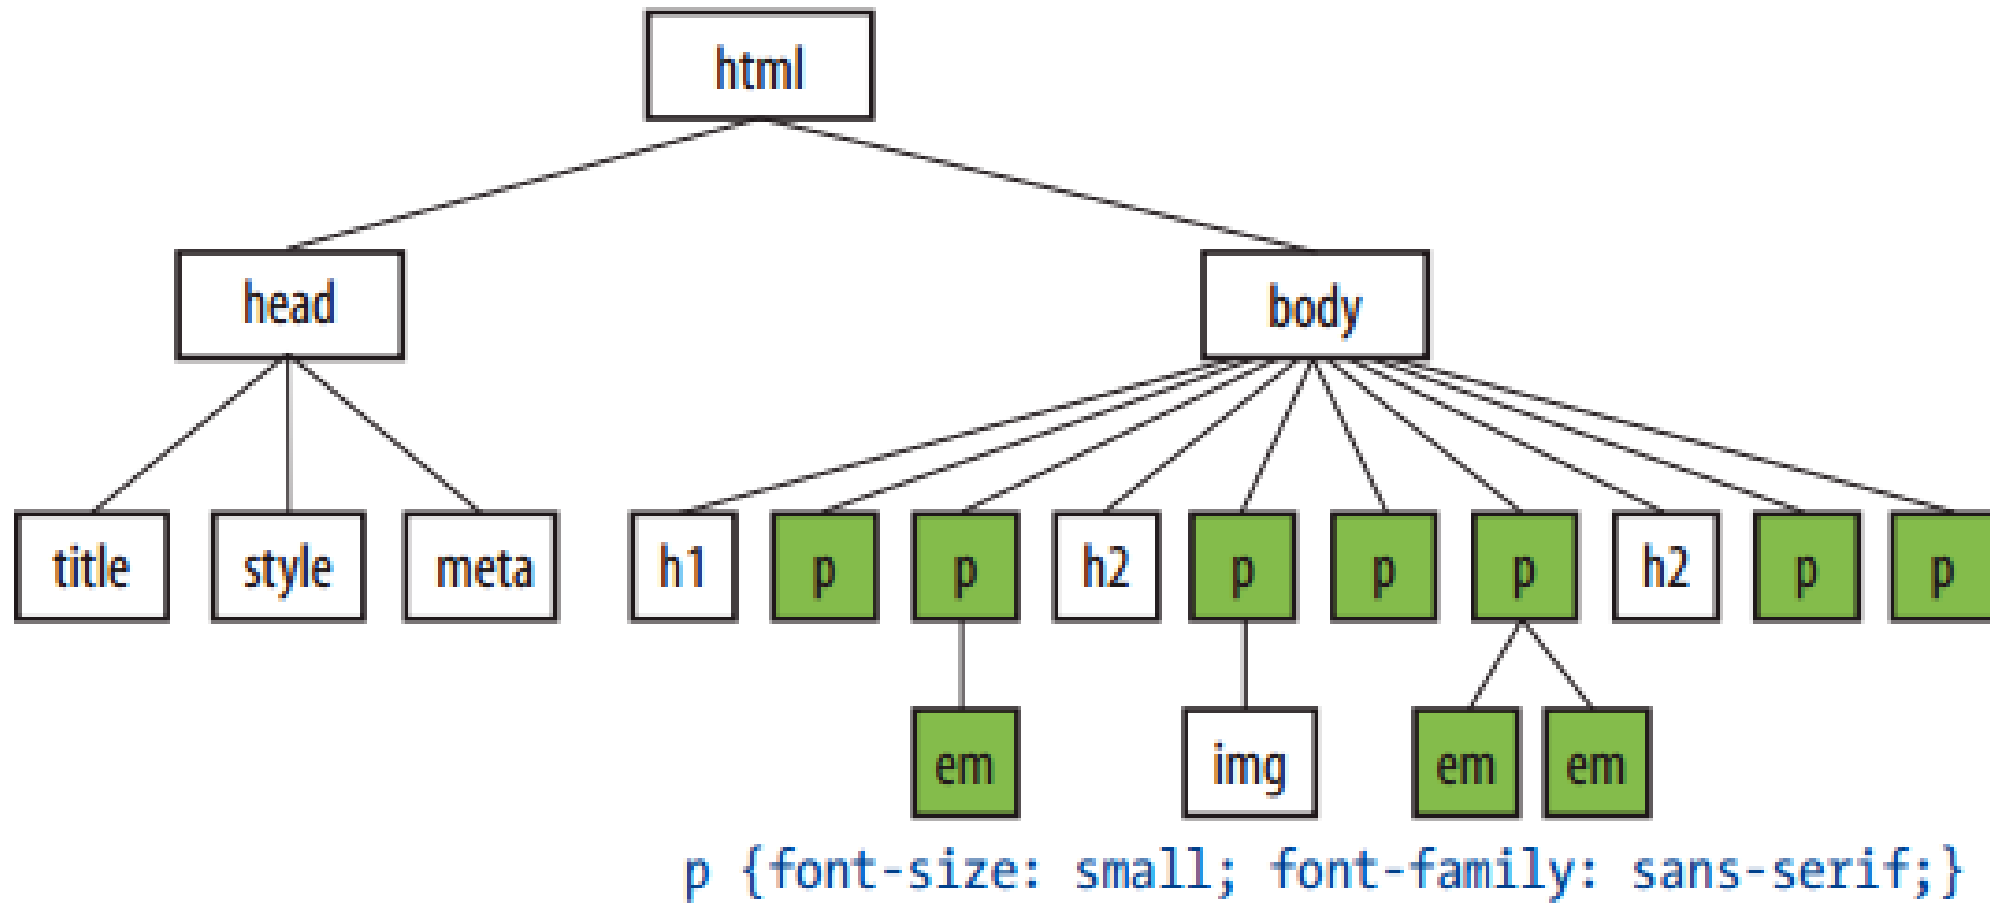 html
head body
title style meta h1 p p h2 p p p h2 p p
em img em em
p {font-size: small; font-family: sans-serif;}